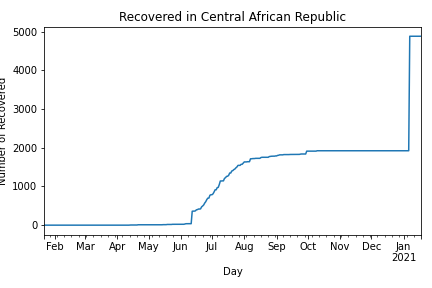 Recovered in Central African Republic
Number of Recovered
5000
4000
3000
2000
1000
0
Feb Mar Apr May Jun Jul Aug Sep Oct Nov Dec Jan
2021
Day